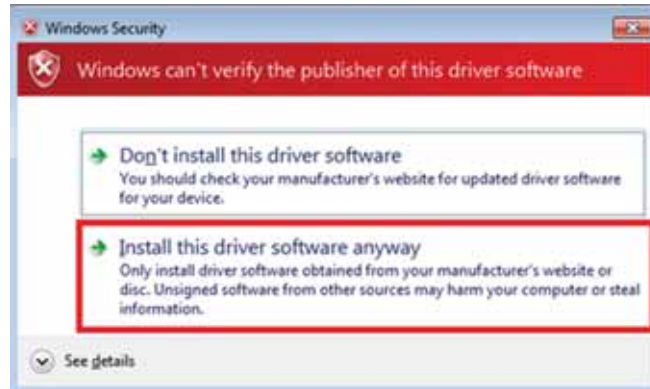 Windows Security
Windows can't verify the publisher of this driver software
Don't install this driver software
You should check your manufacturer's website for updated driver software
for your device.
Install this driver software anyway
Only install driver software obtained from your manufacturer's website or
disc. Unsigned software from other sources may harm your computer or steal
information.
See details